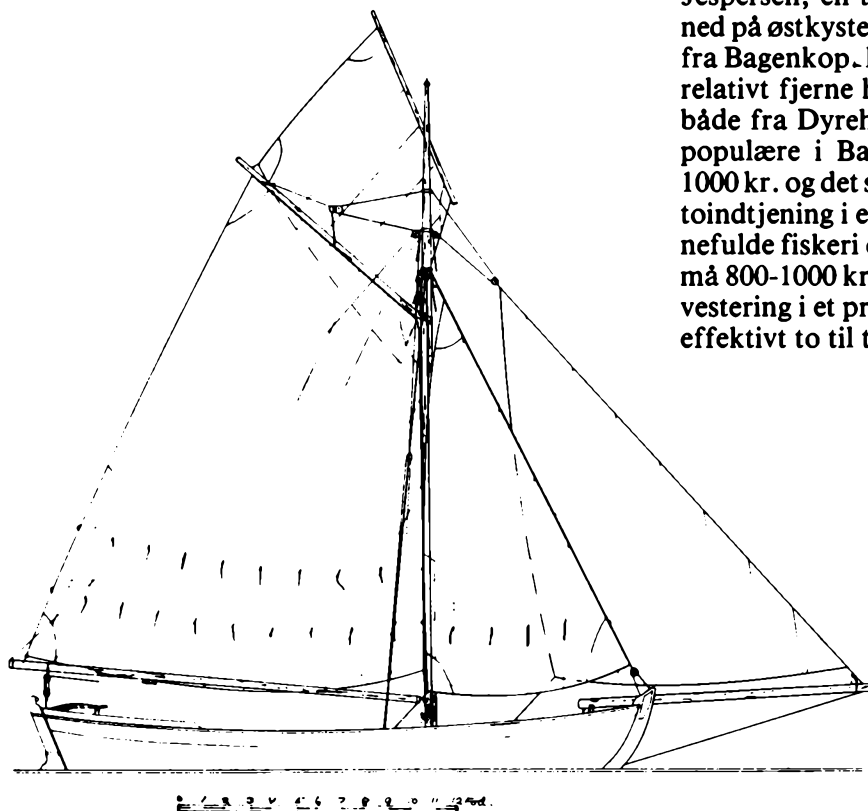 Jespersen, en t
ned på østkyste
fra Bagenkop.
relativt fjerne h
både fra Dyreh
populære i Ba
1000 kr. og det s
toindtjening i e
nefulde fiskeri
må 800-1000 kr
vestering i et pr
effektivt to til t